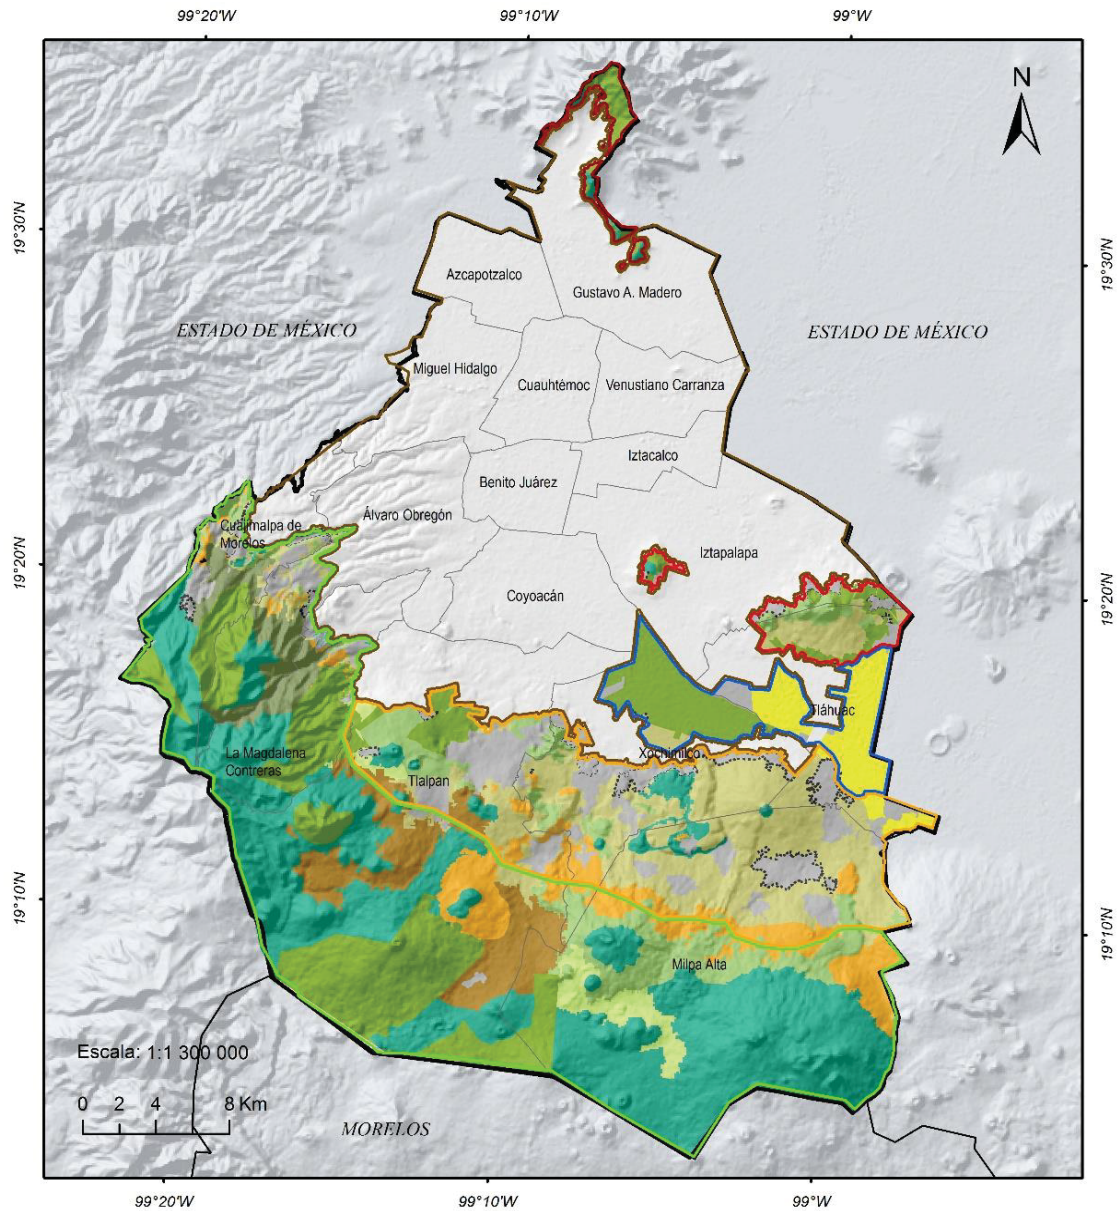 99°20'W 99°10'W 99°W
N
19°30'N
19°30'N
Azcapotzalco
Gustavo A. Madero
ESTADO DE MÉXICO
ESTADO DE MÉXICO
Miguel Hidalgo
Cuauhtémoc
Venustiano Carranza
Iztacalco
Benito Juárez
Álvaro Obregón
Cuajimalpa de
Morelos
Iztapalapa
19°20'N
Coyoacán
19°20'N
Tláhuac
Xochimilco
La Magdalena
Contreras
Tlalpan
19°10'N
19°10'N
Milpa Alta
Escala: 1:1 300 000
0 2 4 8 Km
MORELOS
99°20'W 99°10'W 99°W